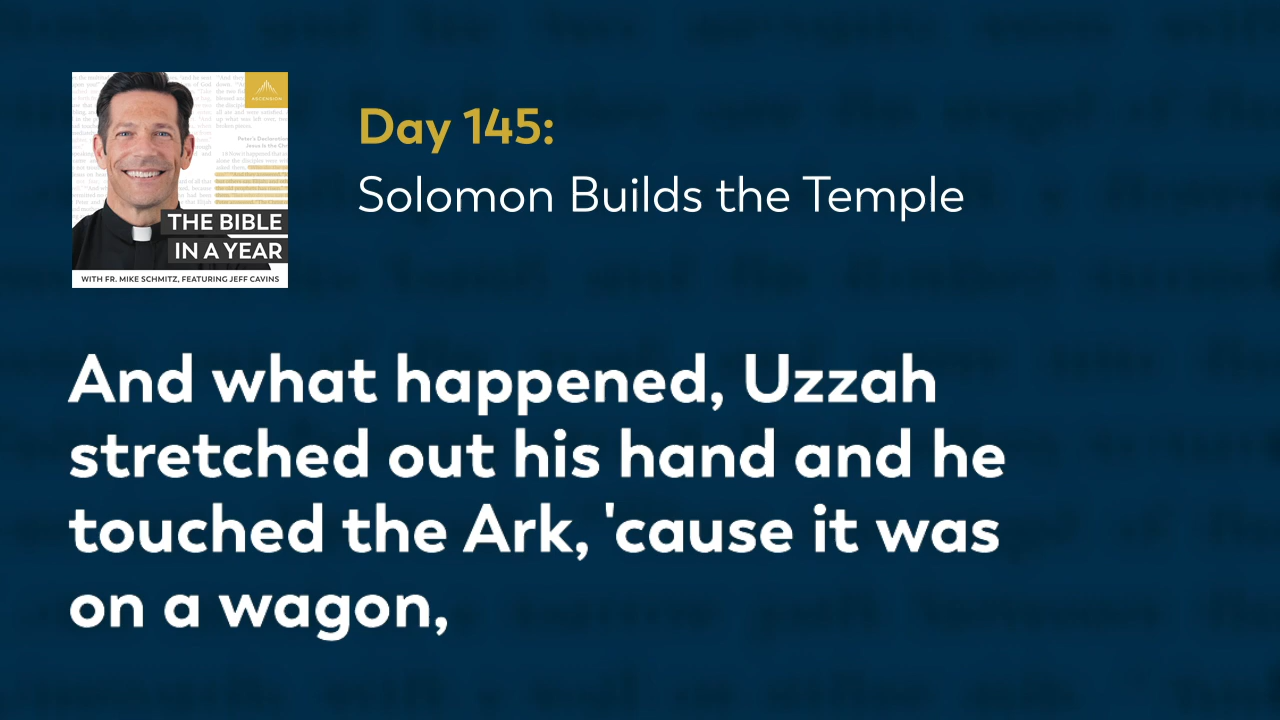 ASCENSION
Day 145:
Solomon Builds the Temple
THE BIBLE
IN A YEAR
WITH FR. MIKE SCHMITZ, FEATURING JEFF CAVINS
And what happened, Uzzah
stretched out his hand and he
touched the Ark, 'cause it was
on a wagon,